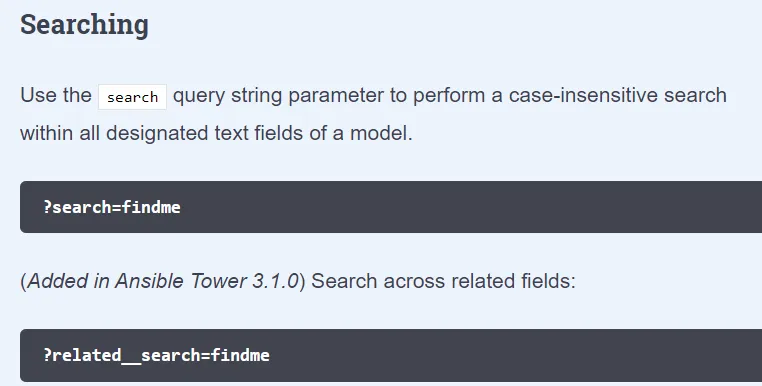 Searching
Use the search query string parameter to perform a case-insensitive search
within all designated text fields of a model.
?search=findme
(Added in Ansible Tower 3.1.0) Search across related fields:
?related__search=findme